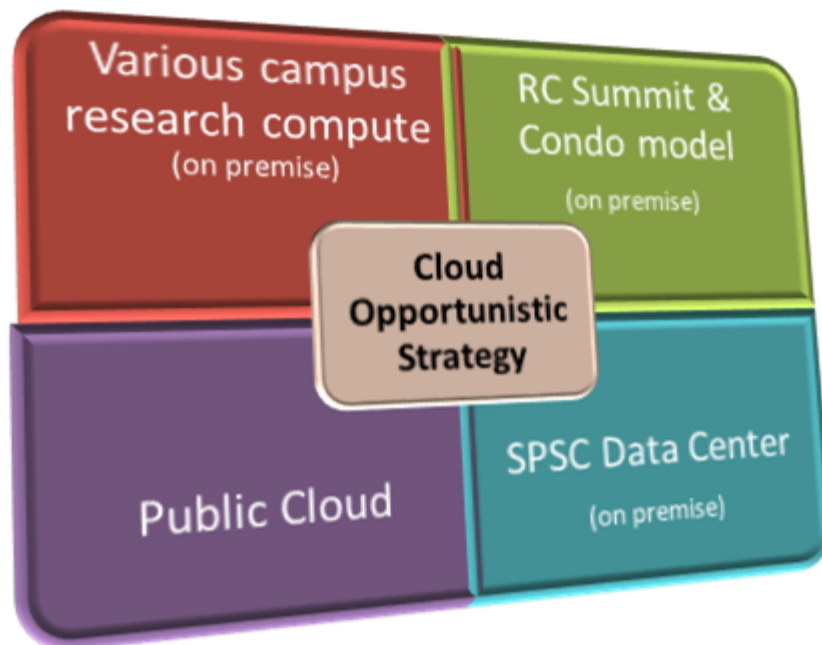 Various campus
research compute
(on premise)
RC Summit &
Condo model
(on premise)
Cloud
Opportunistic
Strategy
Public Cloud
SPSC Data Center
(on premise)